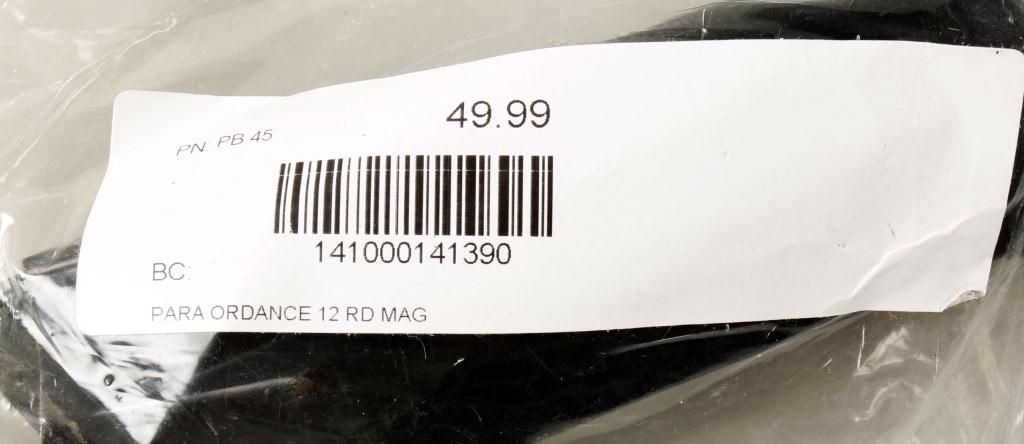 49.99
PN: PB 45
141000141390
BC:
PARA ORDANCE 12 RD MAG